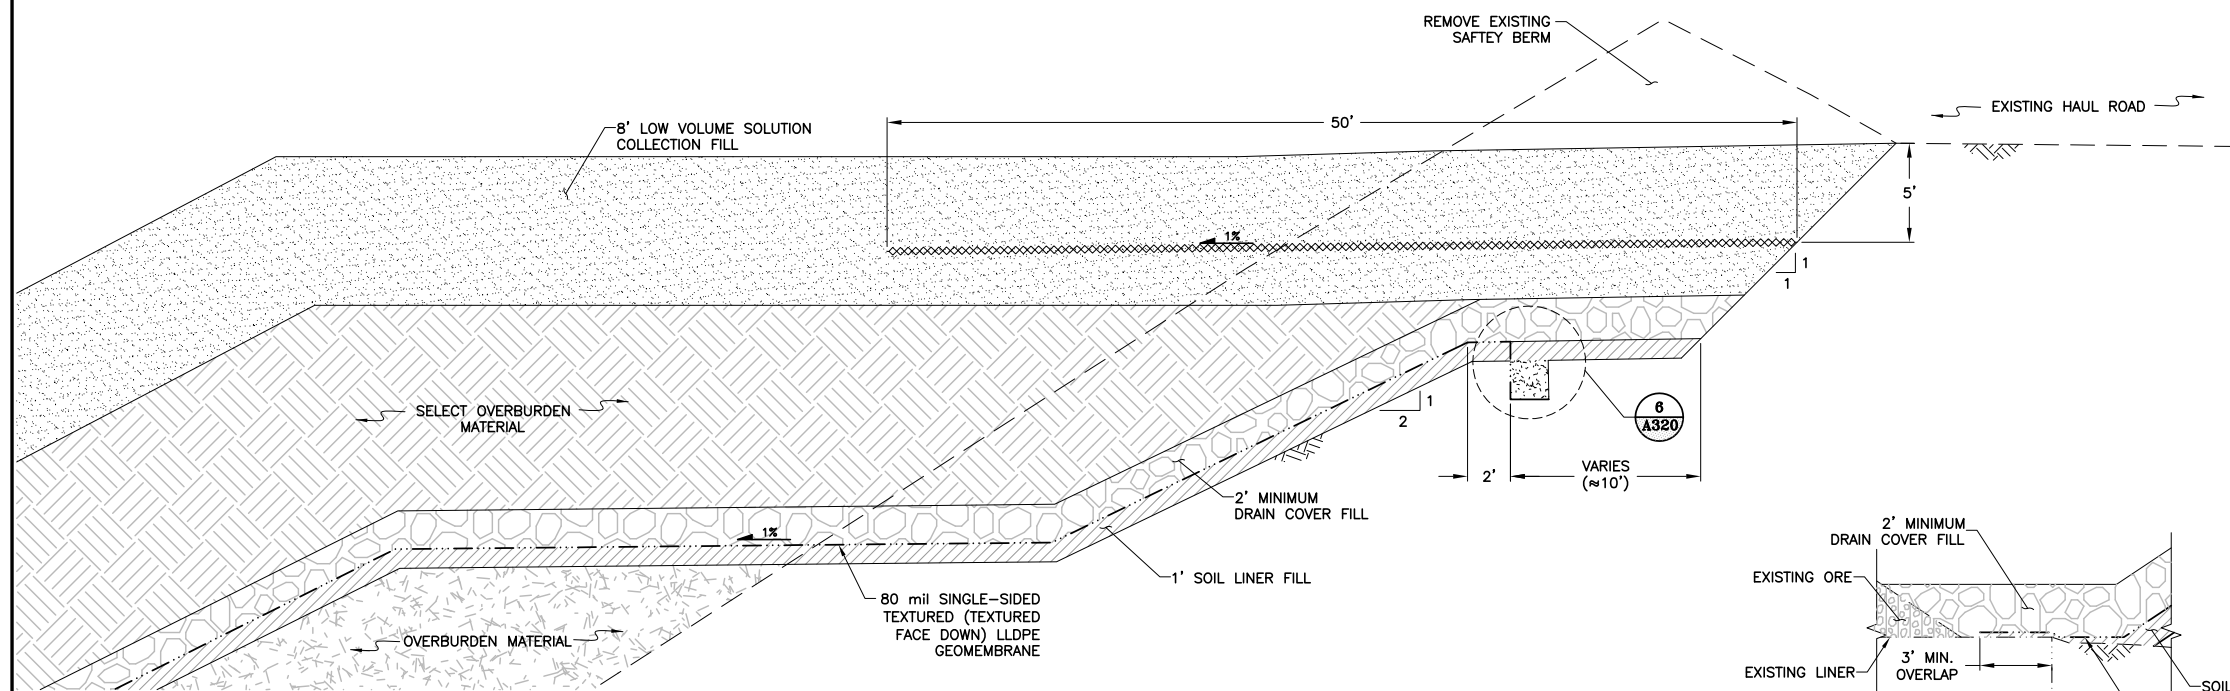 REMOVE EXISTING
SAFTEY BERM
EXISTING HAUL ROAD
8' LOW VOLUME SOLUTION
COLLECTION FILL
50'
5'
1%
1
1
SELECT OVERBURDEN
MATERIAL
1
2
6
A320
2'
VARIES
(≈10')
2' MINIMUM
DRAIN COVER FILL
1%
1' SOIL LINER FILL
80 mil SINGLE-SIDED
TEXTURED (TEXTURED
FACE DOWN) LLDPE
GEOMEMBRANE
OVERBURDEN MATERIAL
2' MINIMUM
DRAIN COVER FILL
EXISTING ORE
EXISTING LINER
3' MIN.
OVERLAP
SOIL